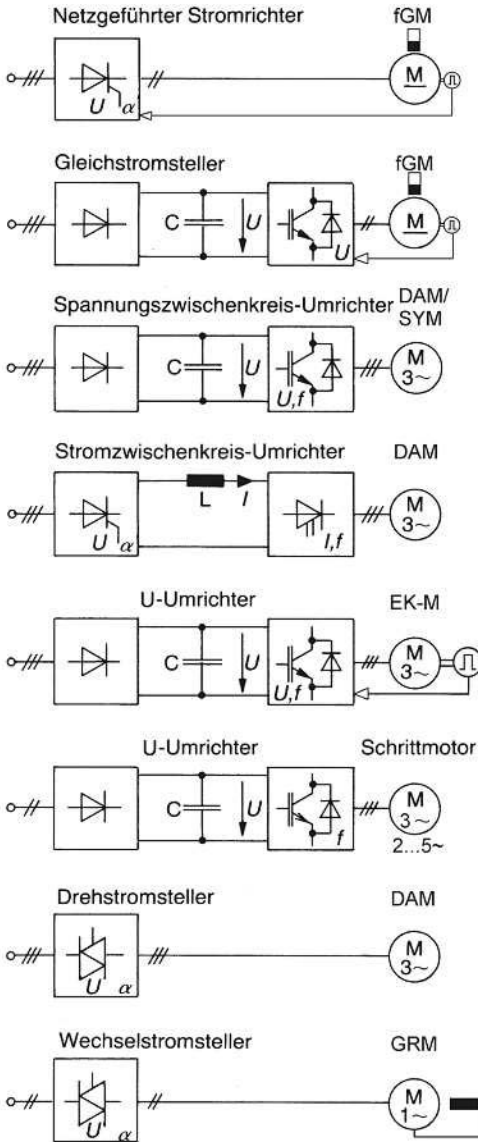 Netzgeführter Stromrichter fGM
M
U α
Gleichstromsteller fGM
C U M
U
Spannungszwischenkreis-Umrichter DAM/
SYM
C U M
3~
U,f
Stromzwischenkreis-Umrichter DAM
L I M
3~
U α I,f
U-Umrichter EK-M
C U M
3~
U,f
U-Umrichter Schrittmotor
C U M
3~
f
2...5~
Drehstromsteller DAM
M
3~
U α
Wechselstromsteller GRM
M
1~
U α